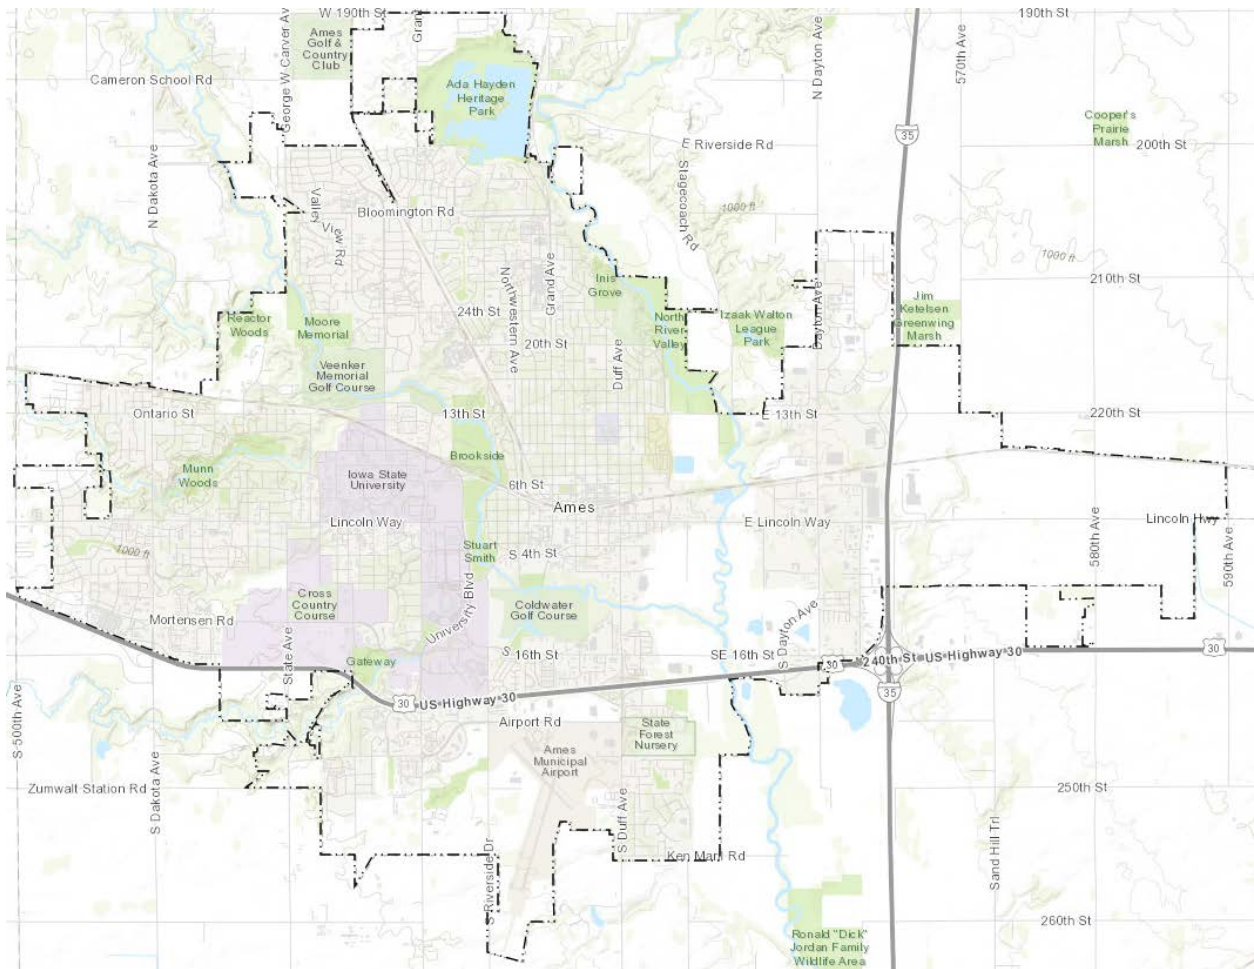 W 190th St
190th St
Ames
Golf &
Country
Club
George W Carver Av
Gran
N Dayton Ave
570th Ave
Cameron School Rd
Ada Hayden
Heritage
Park
Cooper's
Prairie
Marsh
35
E Riverside Rd
200th St
N Dakota Ave
Stagecoach Rd
1000 ft
Valley View Rd
Bloomington Rd
1000 ft
210th St
Inis
Grove
Northwestern Ave
Grand Ave
Dayton Ave
Jim
Ketelsen
Greenwing
Marsh
Reactor
Woods
Moore
Memorial
24th St
North
River
Valley
Izaak Walton
League
Park
20th St
Duff Ave
Veenker
Memorial
Golf Course
Ontario St
13th St
E 13th St
220th St
Brookside
Munn
Woods
Iowa State
University
6th St
Ames
Lincoln Way
E Lincoln Way
Lincoln Hwy
580th Ave
590th Ave
1000 ft
Stuart
Smith
S 4th St
Cross
Country
Course
University Blvd
Coldwater
Golf Course
Mortensen Rd
S Dayton Ave
State Ave
Gateway
S 16th St
SE 16th St
30
240th St
US Highway 30
30
30
US Highway 30
35
S 500th Ave
Airport Rd
State
Forest
Nursery
Ames
Municipal
Airport
S Dakota Ave
Zumwalt Station Rd
250th St
S Duff Ave
Ken Maril Rd
Sand Hill Trl
S Riverside Dr
260th St
Ronald "Dick"
Jordan Family
Wildlife Area